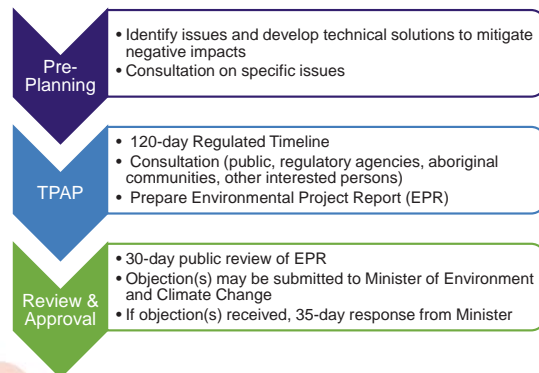 Pre-
Planning
• Identify issues and develop technical solutions to mitigate
negative impacts
• Consultation on specific issues
TPAP
• 120-day Regulated Timeline
• Consultation (public, regulatory agencies, aboriginal
communities, other interested persons)
• Prepare Environmental Project Report (EPR)
Review &
Approval
• 30-day public review of EPR
• Objection(s) may be submitted to Minister of Environment
and Climate Change
• If objection(s) received, 35-day response from Minister